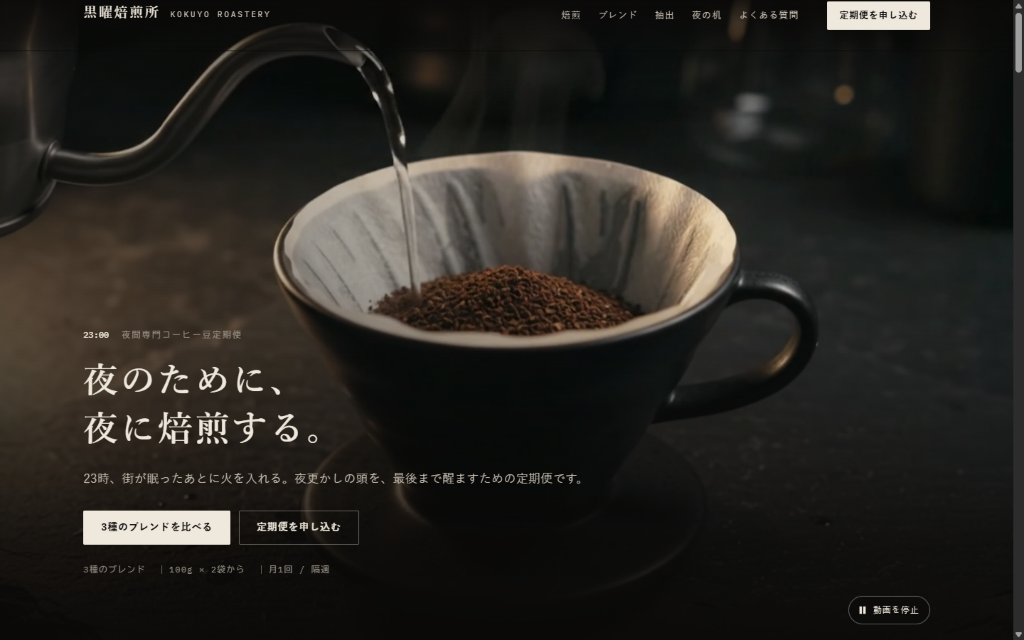 黒曜焙煎所 KOKUYO ROASTERY
焙煎 ブレンド 抽出 夜の机 よくある質問 定期便を申し込む
23:00 夜間専門コーヒー豆定期便
夜のために、
夜に焙煎する。
23時、街が眠ったあとに火を入れる。夜更かしの頭を、最後まで醒ますための定期便です。
3種のブレンドを比べる 定期便を申し込む
3種のブレンド | 100g × 2袋から | 月1回 / 隔週
動画を停止